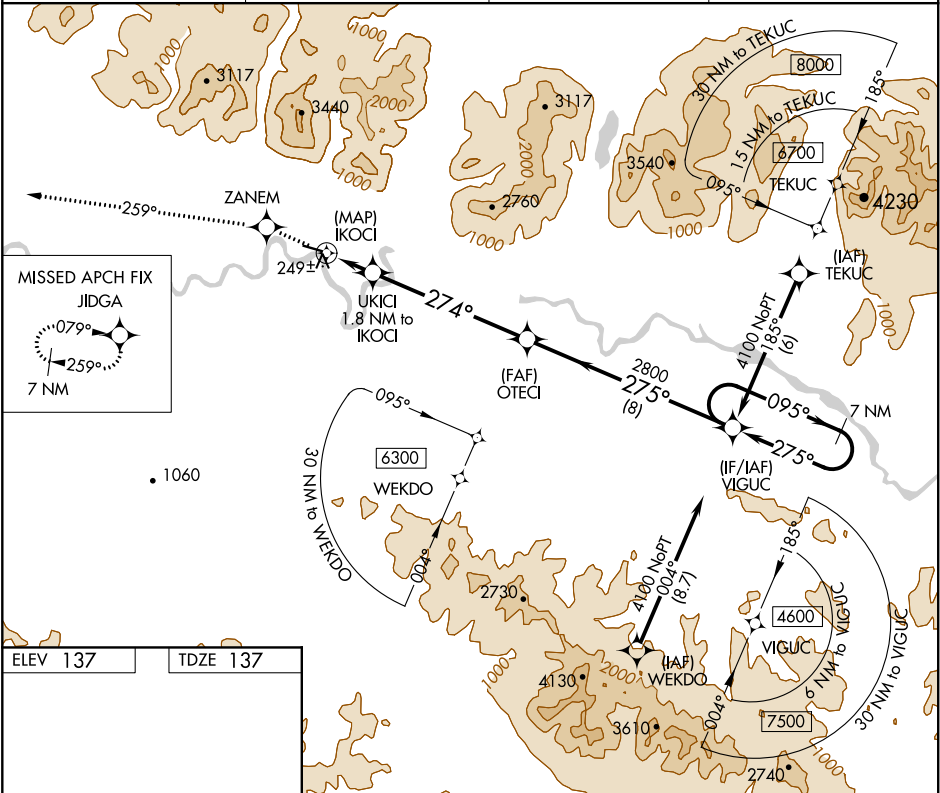 1000
3117
1000
3440
2000
1000
3117
2000
2760
1000
30 NM to TEKUC
8000
185°
15 NM to TEKUC
6700
3540
095°
TEKUC
4230
1000
(IAF)
TEKUC
259°
ZANEM
(MAP)
IKOCI
249±
UKICI
1.8 NM to
IKOCI
274°
MISSED APCH FIX
JIDGA
079°
259°
7 NM
(FAF)
OTECI
2800
275°
(8)
4100 NoPT
185°
(6)
095°
7 NM
275°
(IF/IAF)
VIGUC
095°
6300
WEKDO
30 NM to WEKDO
004°
1060
2730
4100 NoPT
004°
(8.7)
185°
4600
VIGUC
6 NM to VIGUC
30 NM to VIGUC
004°
7500
(IAF)
WEKDO
2000
4130
1000
3610
2740
1000
1000
ELEV 137
TDZE 137